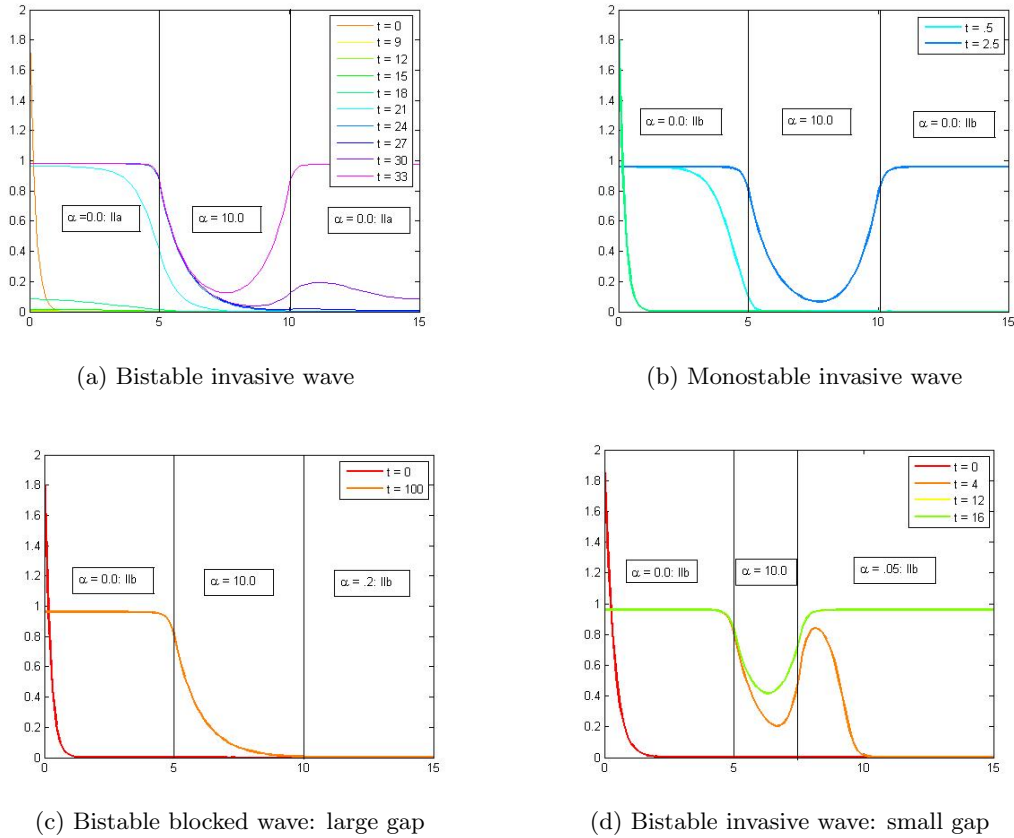 2
1.8
1.6
1.4
1.2
1
0.8
0.6
0.4
0.2
0
0
5
10
15
t = 0
t = 9
t = 12
t = 15
t = 18
t = 21
t = 24
t = 27
t = 30
t = 33
α =0.0: IIa
α = 10.0
α = 0.0: IIa
(a) Bistable invasive wave
2
1.8
1.6
1.4
1.2
1
0.8
0.6
0.4
0.2
0
0
5
10
15
t = .5
t = 2.5
α = 0.0: IIb
α = 10.0
α = 0.0: IIb
(b) Monostable invasive wave
2
1.8
1.6
1.4
1.2
1
0.8
0.6
0.4
0.2
0
0
5
10
15
t = 0
t = 100
α = 0.0: IIb
α = 10.0
α = .2: IIb
(c) Bistable blocked wave: large gap
2
1.8
1.6
1.4
1.2
1
0.8
0.6
0.4
0.2
0
0
5
10
15
t = 0
t = 4
t = 12
t = 16
α = 0.0: IIb
α = 10.0
α = .05: IIb
(d) Bistable invasive wave: small gap